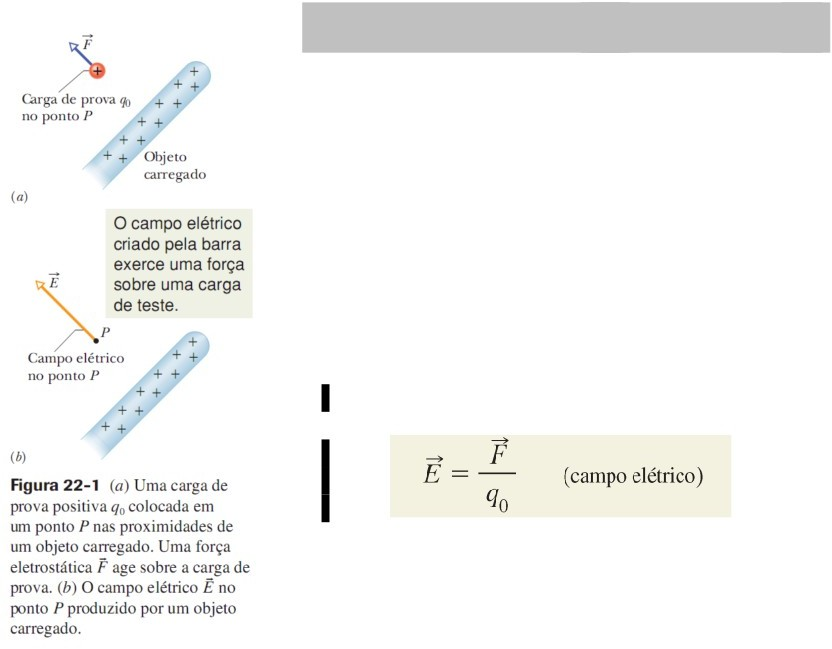 F
+
Carga de prova q0
no ponto P
+ + + + + + + + + + +
Objeto
carregado
(a)
O campo elétrico
criado pela barra
exerce uma força
sobre uma carga
de teste.
E
P
Campo elétrico
no ponto P
+ + + + + + + + + + +
(b)
Figura 22-1 (a) Uma carga de
prova positiva q0 colocada em
um ponto P nas proximidades de
um objeto carregado. Uma força
eletrostática F⃗ age sobre a carga de
prova. (b) O campo elétrico E⃗ no
ponto P produzido por um objeto
carregado.
E⃗ = F⃗ / q0 (campo elétrico)